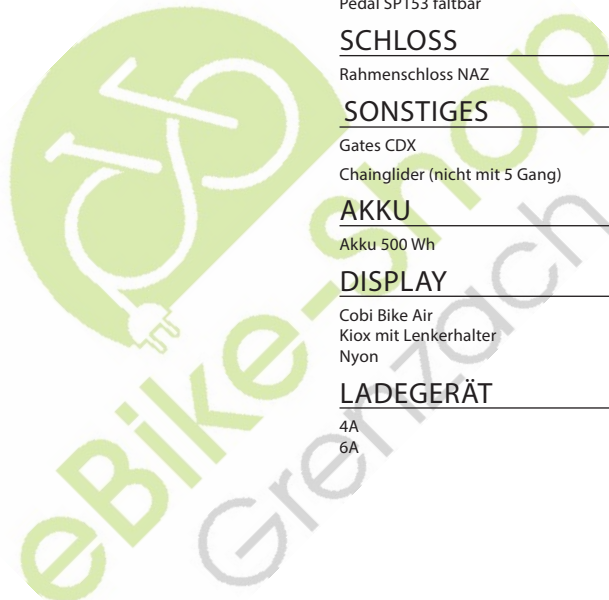 Pedal SP153 faltbar
SCHLOSS
Rahmenschloss NAZ
SONSTIGES
Gates CDX
Chainglider (nicht mit 5 Gang)
AKKU
Akku 500 Wh
DISPLAY
Cobi Bike Air
Kiox mit Lenkerhalter
Nyon
LADEGERÄT
4A
6A
eBike-Shop
Grenzach